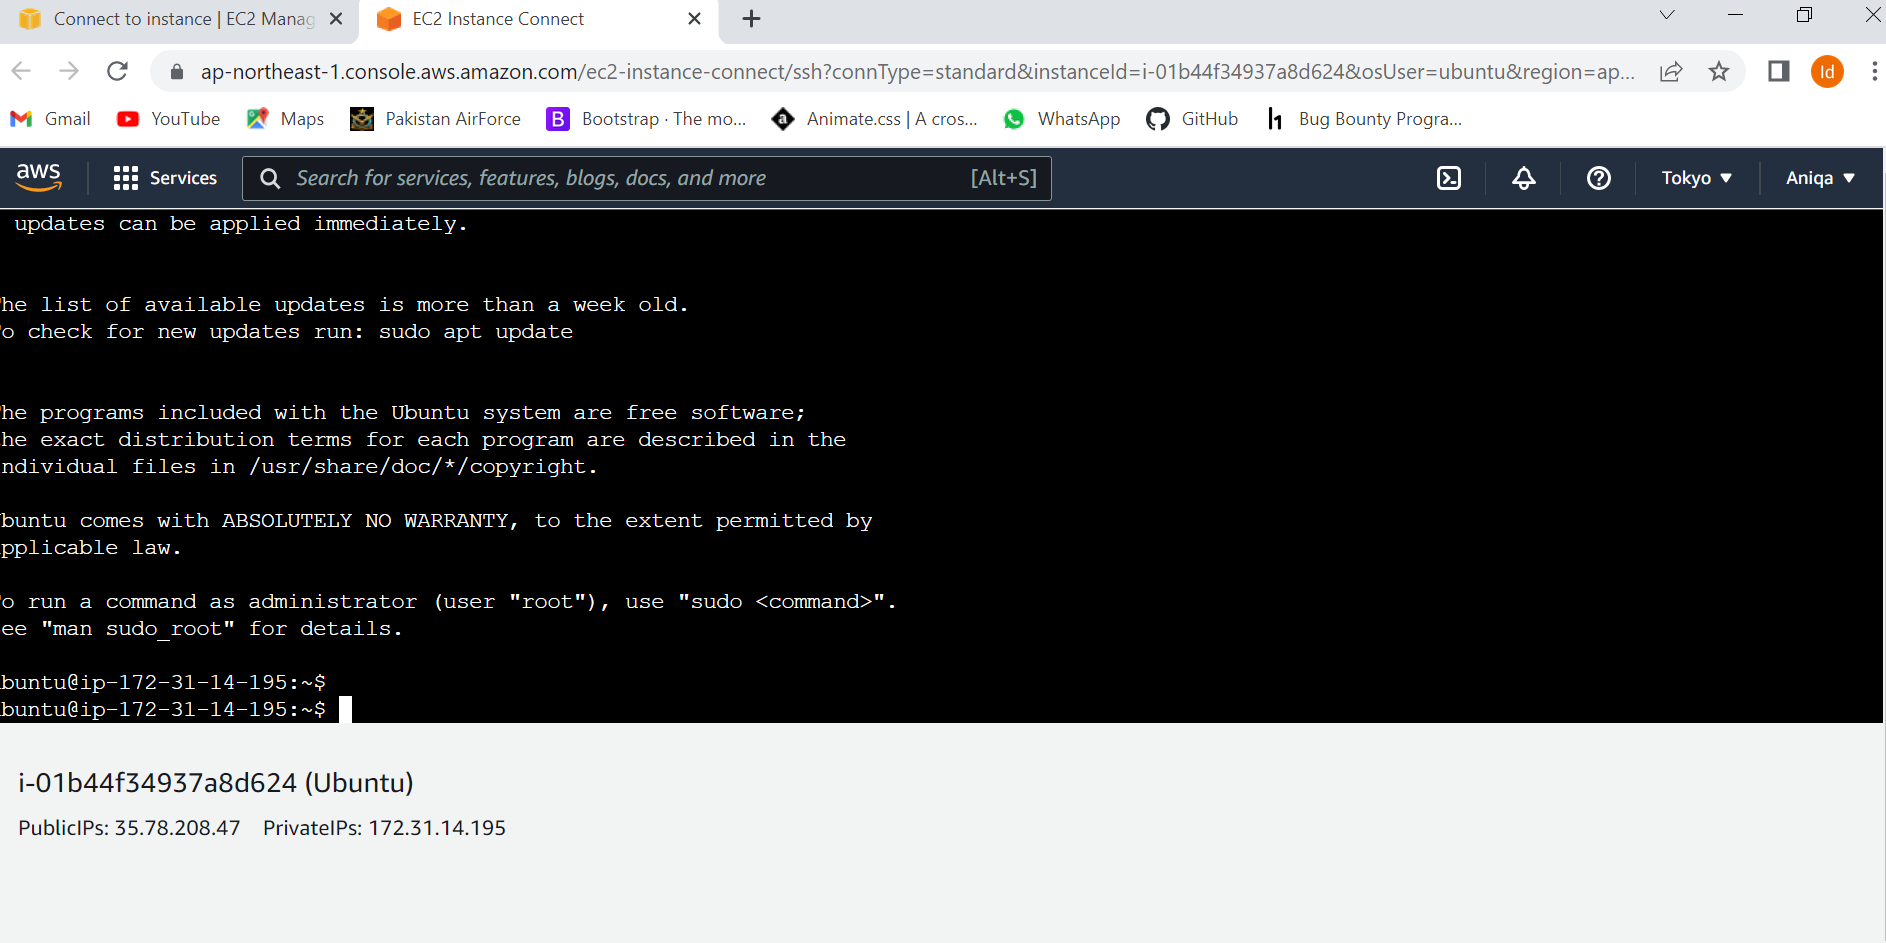 Connect to instance | EC2 Manag
EC2 Instance Connect
ap-northeast-1.console.aws.amazon.com/ec2-instance-connect/ssh?connType=standard&instanceId=i-01b44f34937a8d624&osUser=ubuntu&region=ap...
Id
Gmail YouTube Maps Pakistan AirForce Bootstrap · The mo... Animate.css | A cros... WhatsApp GitHub Bug Bounty Progra...
aws Services Search for services, features, blogs, docs, and more [Alt+S] Tokyo Aniqa
updates can be applied immediately.
he list of available updates is more than a week old.
o check for new updates run: sudo apt update
he programs included with the Ubuntu system are free software;
he exact distribution terms for each program are described in the
ndividual files in /usr/share/doc/*/copyright.
buntu comes with ABSOLUTELY NO WARRANTY, to the extent permitted by
pplicable law.
o run a command as administrator (user "root"), use "sudo <command>".
ee "man sudo_root" for details.
buntu@ip-172-31-14-195:~$
buntu@ip-172-31-14-195:~$
i-01b44f34937a8d624 (Ubuntu)
PublicIPs: 35.78.208.47 PrivateIPs: 172.31.14.195